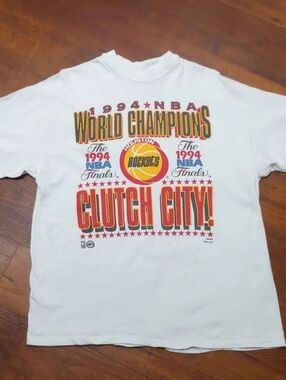 1994 ★ NBA
WORLD CHAMPIONS
The
1994
NBA
Finals
HOUSTON
ROCKETS
The
1994
NBA
Finals
CLUTCH CITY!